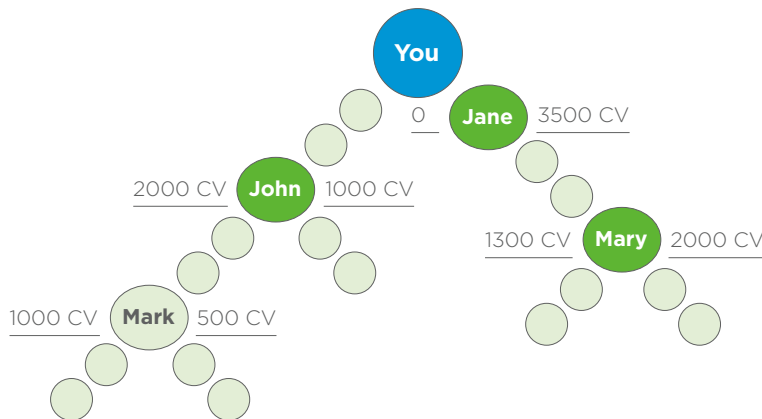 You
0 Jane 3500 CV
2000 CV John 1000 CV
1300 CV Mary 2000 CV
1000 CV Mark 500 CV